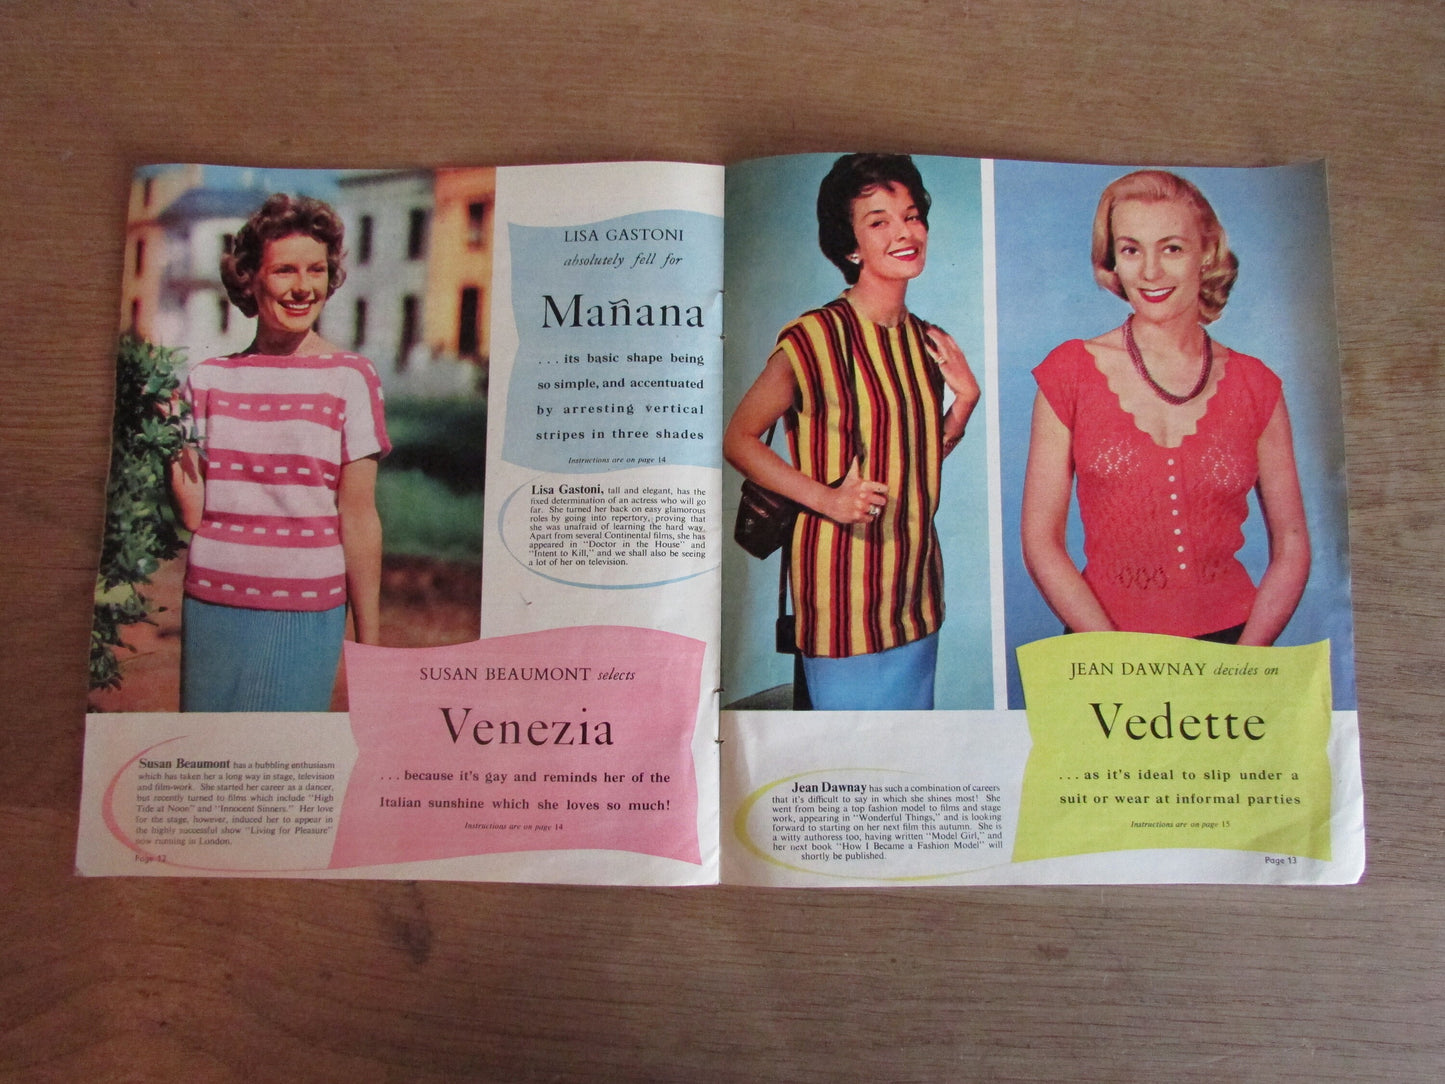 LISA GASTONI
absolutely fell for
Mañana
. . . its basic shape being
so simple, and accentuated
by arresting vertical
stripes in three shades
Instructions are on page 14
Lisa Gastoni, tall and elegant, has the
fixed determination of an actress who will go
far. She turned her back on easy glamorous
roles by going into repertory, proving that
she was unafraid of learning the hard way.
Apart from several Continental films, she has
appeared in "Doctor in the House" and
"Intent to Kill," and we shall also be seeing
a lot of her on television.
SUSAN BEAUMONT selects
Venezia
. . . because it's gay and reminds her of the
Italian sunshine which she loves so much!
Instructions are on page 14
Susan Beaumont has a bubbling enthusiasm
which has taken her a long way in stage, television
and film-work. She started her career as a dancer,
but recently turned to films which include "High
Tide at Noon" and "Innocent Sinners." Her love
for the stage, however, induced her to appear in
the highly successful show "Living for Pleasure"
now running in London.
Page 12
JEAN DAWNAY decides on
Vedette
. . . as it's ideal to slip under a
suit or wear at informal parties
Instructions are on page 15
Jean Dawnay has such a combination of careers
that it's difficult to say in which she shines most! She
went from being a top fashion model to films and stage
work, appearing in "Wonderful Things," and is looking
forward to starting on her next film this autumn. She is
a witty authoress too, having written "Model Girl," and
her next book "How I Became a Fashion Model" will
shortly be published.
Page 13